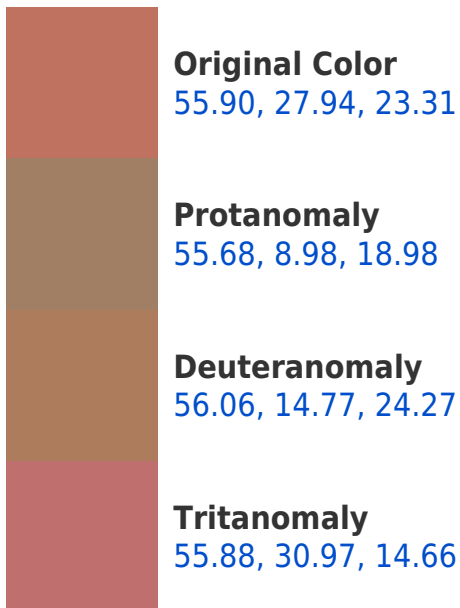 Original Color
55.90, 27.94, 23.31
Protanomaly
55.68, 8.98, 18.98
Deuteranomaly
56.06, 14.77, 24.27
Tritanomaly
55.88, 30.97, 14.66